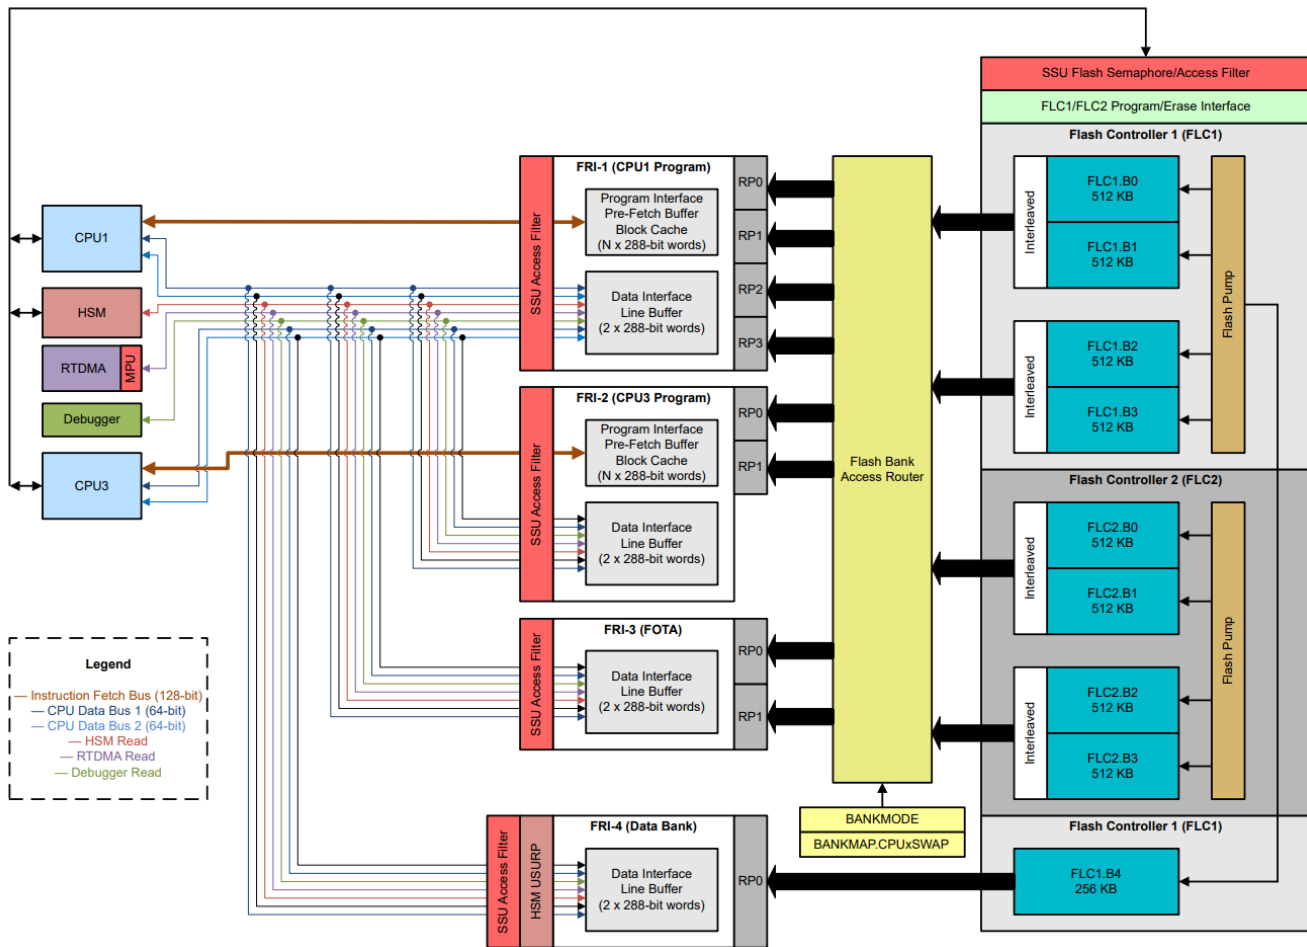 SSU Flash Semaphore/Access Filter
FLC1/FLC2 Program/Erase Interface
Flash Controller 1 (FLC1)
Interleaved
FLC1.B0
512 KB
FLC1.B1
512 KB
Interleaved
FLC1.B2
512 KB
FLC1.B3
512 KB
Flash Pump
Flash Controller 2 (FLC2)
Interleaved
FLC2.B0
512 KB
FLC2.B1
512 KB
Interleaved
FLC2.B2
512 KB
FLC2.B3
512 KB
Flash Pump
Flash Controller 1 (FLC1)
FLC1.B4
256 KB
CPU1
HSM
RTDMA
MPU
Debugger
CPU3
SSU Access Filter
FRI-1 (CPU1 Program)
Program Interface
Pre-Fetch Buffer
Block Cache
(N x 288-bit words)
Data Interface
Line Buffer
(2 x 288-bit words)
RP0
RP1
RP2
RP3
SSU Access Filter
FRI-2 (CPU3 Program)
Program Interface
Pre-Fetch Buffer
Block Cache
(N x 288-bit words)
Data Interface
Line Buffer
(2 x 288-bit words)
RP0
RP1
SSU Access Filter
FRI-3 (FOTA)
Data Interface
Line Buffer
(2 x 288-bit words)
RP0
RP1
SSU Access Filter
HSM USURP
FRI-4 (Data Bank)
Data Interface
Line Buffer
(2 x 288-bit words)
RP0
Flash Bank
Access Router
BANKMODE
BANKMAP.CPUxSWAP
Legend
Instruction Fetch Bus (128-bit)
CPU Data Bus 1 (64-bit)
CPU Data Bus 2 (64-bit)
HSM Read
RTDMA Read
Debugger Read